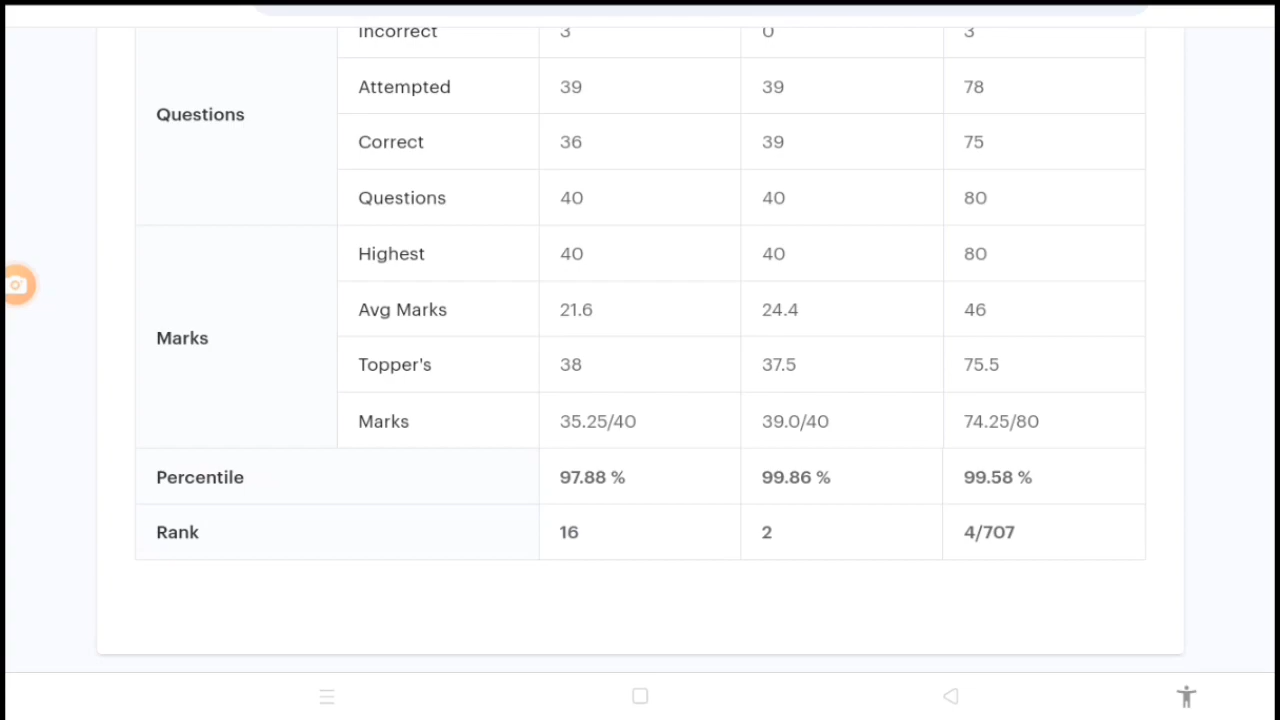 Incorrect 3 0 3
Attempted 39 39 78
Questions
Correct 36 39 75
Questions 40 40 80
Highest 40 40 80
Avg Marks 21.6 24.4 46
Marks
Topper's 38 37.5 75.5
Marks 35.25/40 39.0/40 74.25/80
Percentile 97.88 % 99.86 % 99.58 %
Rank 16 2 4/707